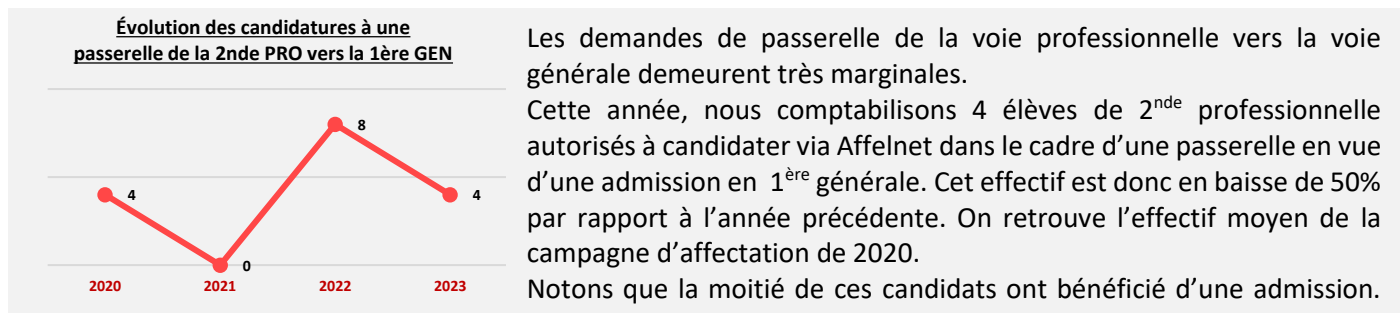 Évolution des candidatures à une
passerelle de la 2nde PRO vers la 1ère GEN
8
4
4
0
2020 2021 2022 2023
Les demandes de passerelle de la voie professionnelle vers la voie
générale demeurent très marginales.
Cette année, nous comptabilisons 4 élèves de 2nde professionnelle
autorisés à candidater via Affelnet dans le cadre d’une passerelle en vue
d’une admission en 1ère générale. Cet effectif est donc en baisse de 50%
par rapport à l’année précédente. On retrouve l’effectif moyen de la
campagne d’affectation de 2020.
Notons que la moitié de ces candidats ont bénéficié d’une admission.